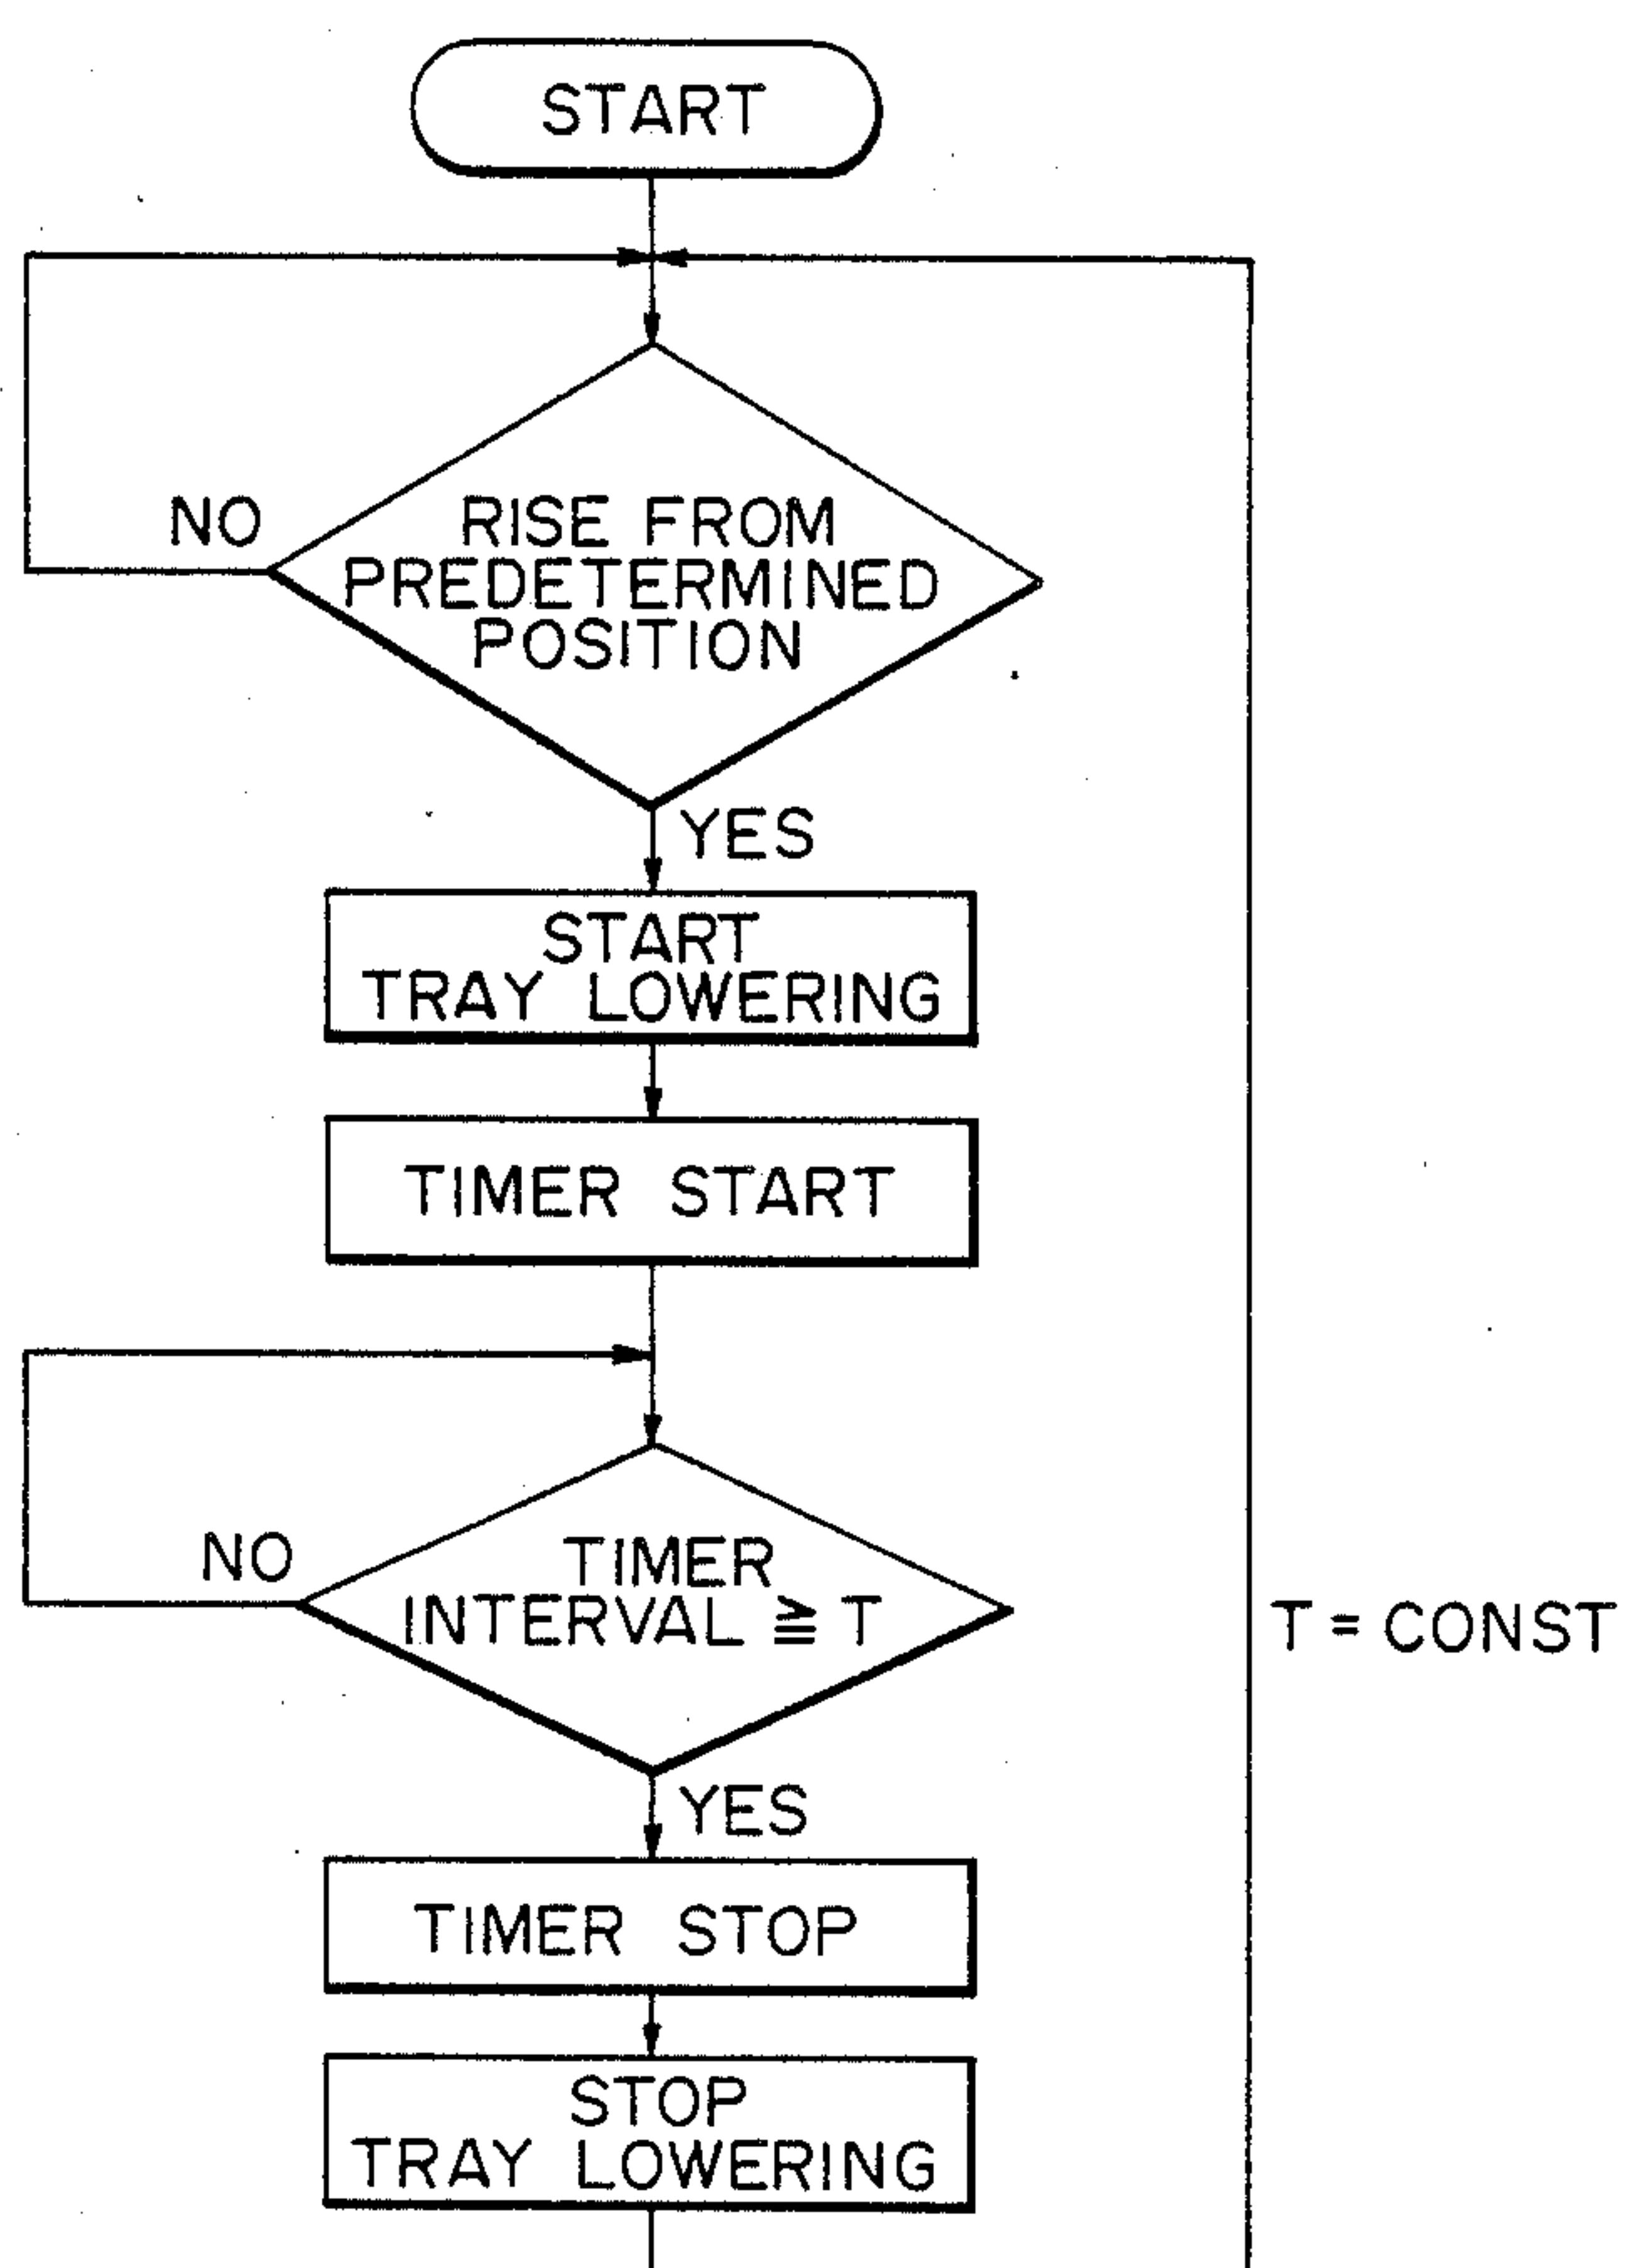 START
NO
RISE FROM
PREDETERMINED
POSITION
YES
START
TRAY LOWERING
TIMER START
NO
TIMER
INTERVAL ≧ T
T = CONST
YES
TIMER STOP
STOP
TRAY LOWERING